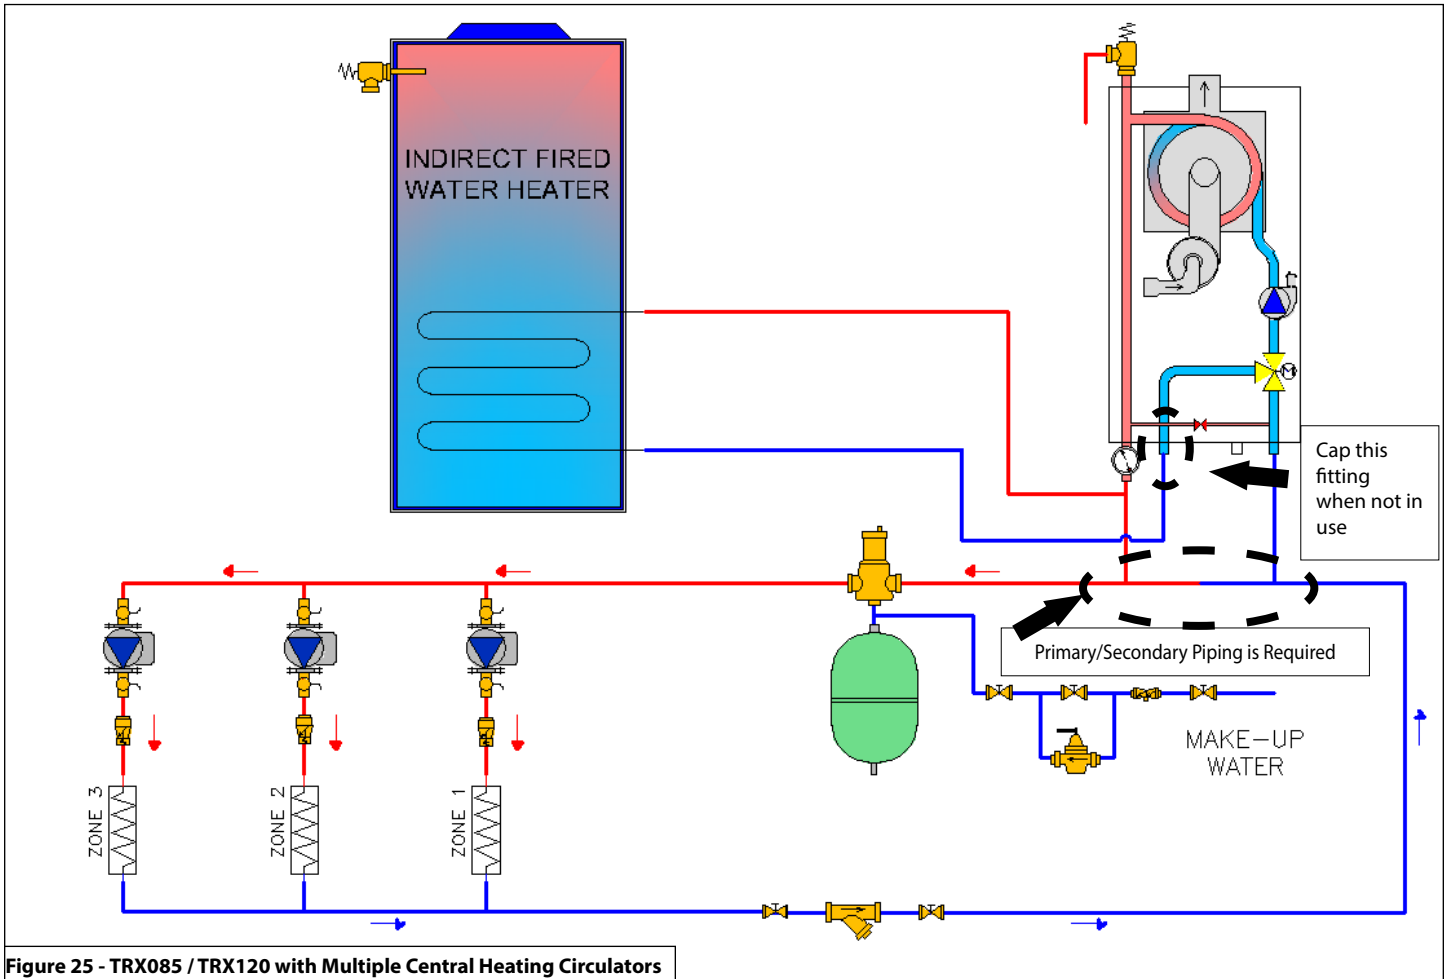 INDIRECT FIRED
WATER HEATER
M
Cap this
fitting
when not in
use
Primary/Secondary Piping is Required
MAKE-UP
WATER
ZONE 3
ZONE 2
ZONE 1
Figure 25 - TRX085 / TRX120 with Multiple Central Heating Circulators